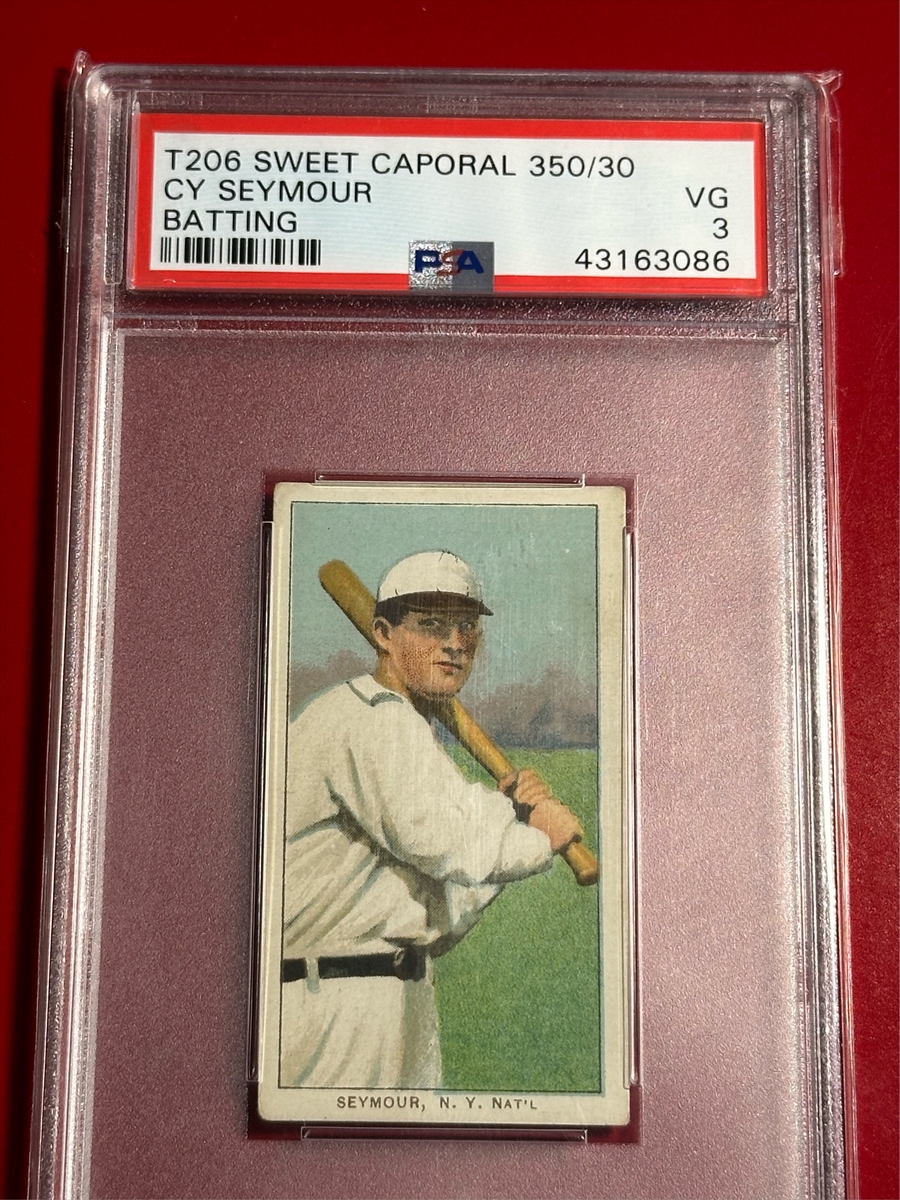 T206 SWEET CAPORAL 350/30
CY SEYMOUR
VG
BATTING
3
PSA
43163086
SEYMOUR, N. Y. NAT'L